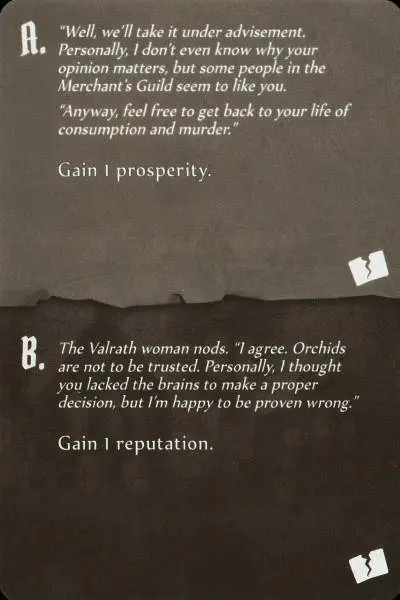 A. “Well, we’ll take it under advisement.
Personally, I don’t even know why your
opinion matters, but some people in the
Merchant’s Guild seem to like you.
“Anyway, feel free to get back to your life of
consumption and murder.”
Gain 1 prosperity.
B. The Valrath woman nods. “I agree. Orchids
are not to be trusted. Personally, I thought
you lacked the brains to make a proper
decision, but I’m happy to be proven wrong.”
Gain 1 reputation.